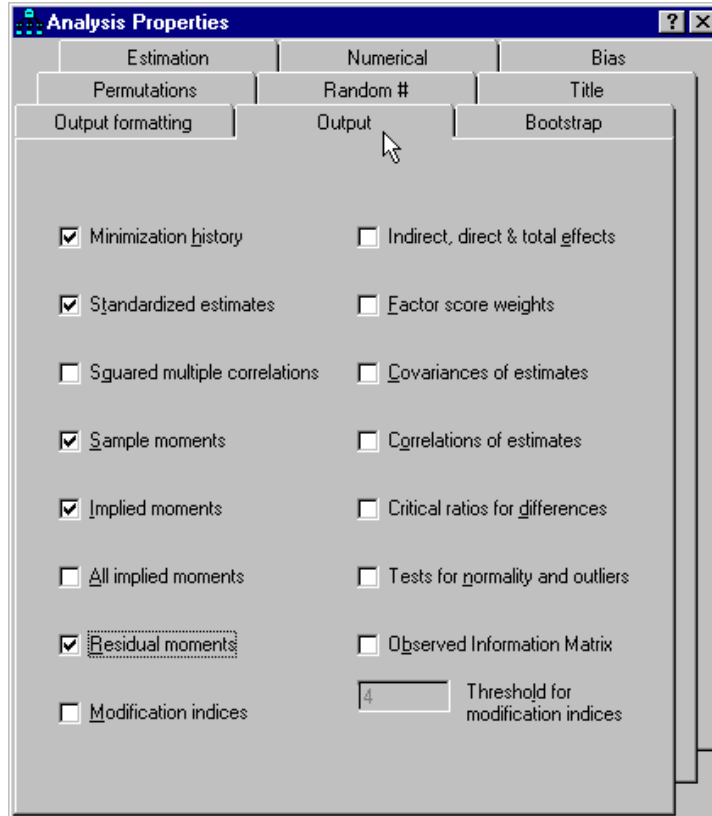 Analysis Properties
Estimation Numerical Bias
Permutations Random # Title
Output formatting Output Bootstrap
Minimization history Indirect, direct & total effects
Standardized estimates Factor score weights
Squared multiple correlations Covariances of estimates
Sample moments Correlations of estimates
Implied moments Critical ratios for differences
All implied moments Tests for normality and outliers
Residual moments Observed Information Matrix
4 Threshold for
Modification indices modification indices